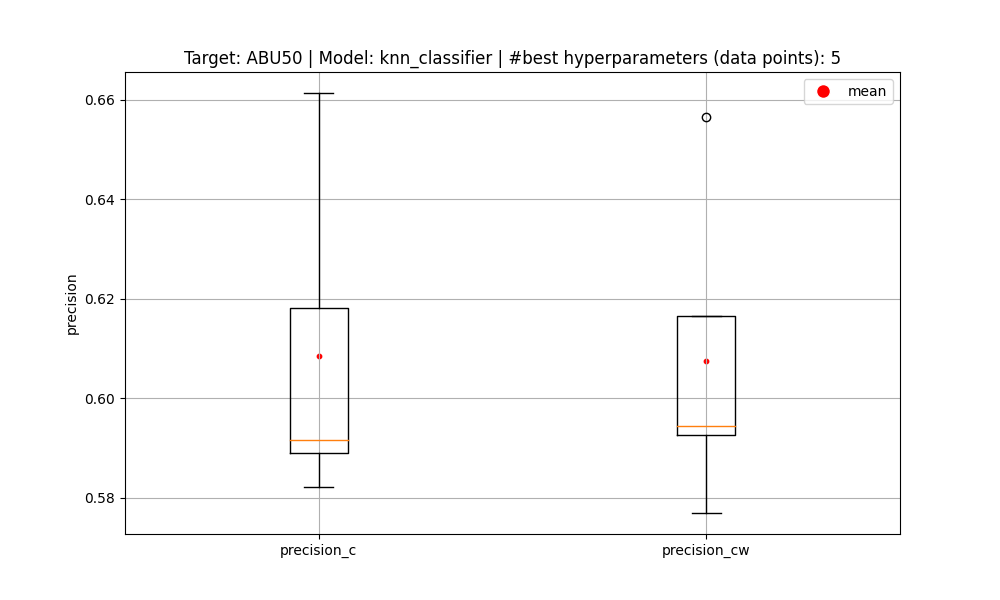 Target: ABU50 | Model: knn_classifier | #best hyperparameters (data points): 5
mean
0.66
0.64
0.62
0.60
0.58
precision
precision_c
precision_cw